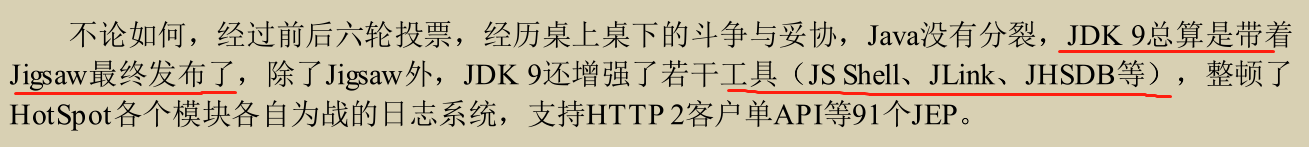 不论如何，经过前后六轮投票，经历桌上桌下的斗争与妥协，Java没有分裂，JDK 9总算是带着
Jigsaw最终发布了，除了Jigsaw外，JDK 9还增强了若干工具（JS Shell、JLink、JHSDB等），整顿了
HotSpot各个模块各自为战的日志系统，支持HTTP 2客户单API等91个JEP。